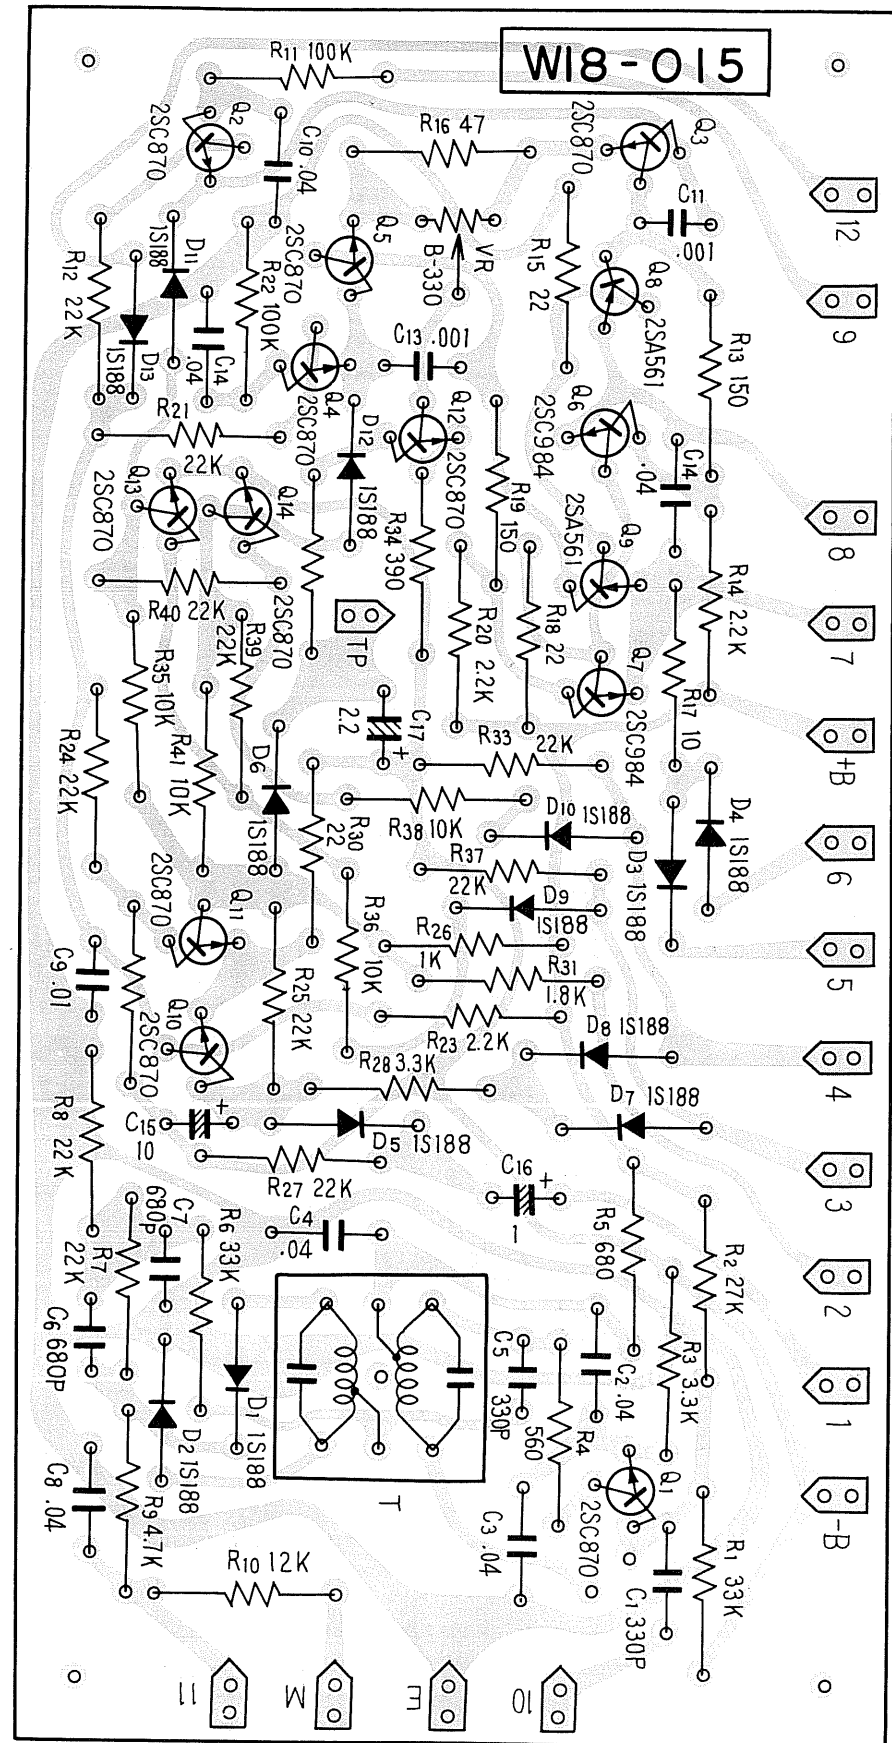 W18-015
R11 100K
Q2
2SC870
C10 .04
R16 47
Q3
2SC870
C11
.001
12
R12 22K
D11
1S188
D13
1S188
C14
.04
R22 100K
Q5
2SC870
VR
B-330
R15 22
Q8
2SA561
9
R13 150
C13 .001
Q4
2SC870
R21
22K
D12
1S188
Q12
2SC870
R19 150
Q6
2SC984
C14
.04
8
Q13
2SC870
Q14
2SC870
R34 390
Q9
2SA561
R14 2.2K
R40 22K
R39
22K
TP
R20 2.2K
R18 22
7
Q7
2SC984
R17 10
R35 10K
R24 22K
R41 10K
D6
1S188
C17
2.2
+
R33 22K
+B
R30
22
R38 10K
D10 1S188
D4 1S188
D3 1S188
6
R37
22K
D9
1S188
Q11
2SC870
R36
10K
R26
1K
R31
1.8K
5
C9 .01
R25 22K
R23 2.2K
Q10
2SC870
D8 1S188
4
R28 3.3K
R8 22K
C15
10
+
D5 1S188
D7 1S188
R27 22K
C16
1
+
3
C7
680P
R6 33K
C4
.04
R5 680
R7
22K
R2 27K
2
C6 680P
D1 1S188
C5
330P
C2 .04
R3 3.3K
D2 1S188
560
R4
1
T
C8 .04
R9 4.7K
Q1
2SC870
-B
C3 .04
R10 12K
C1 330P
R1 33K
11
M
E
10